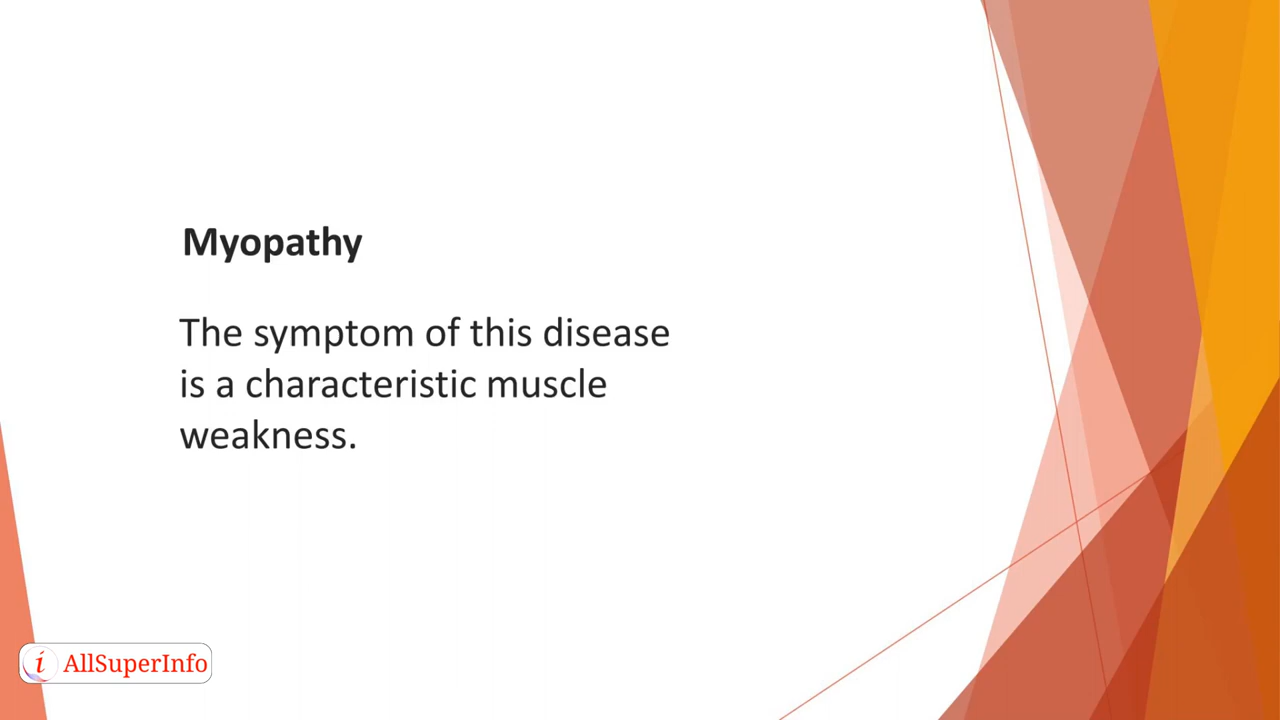 Myopathy
The symptom of this disease
is a characteristic muscle
weakness.
i AllSuperInfo